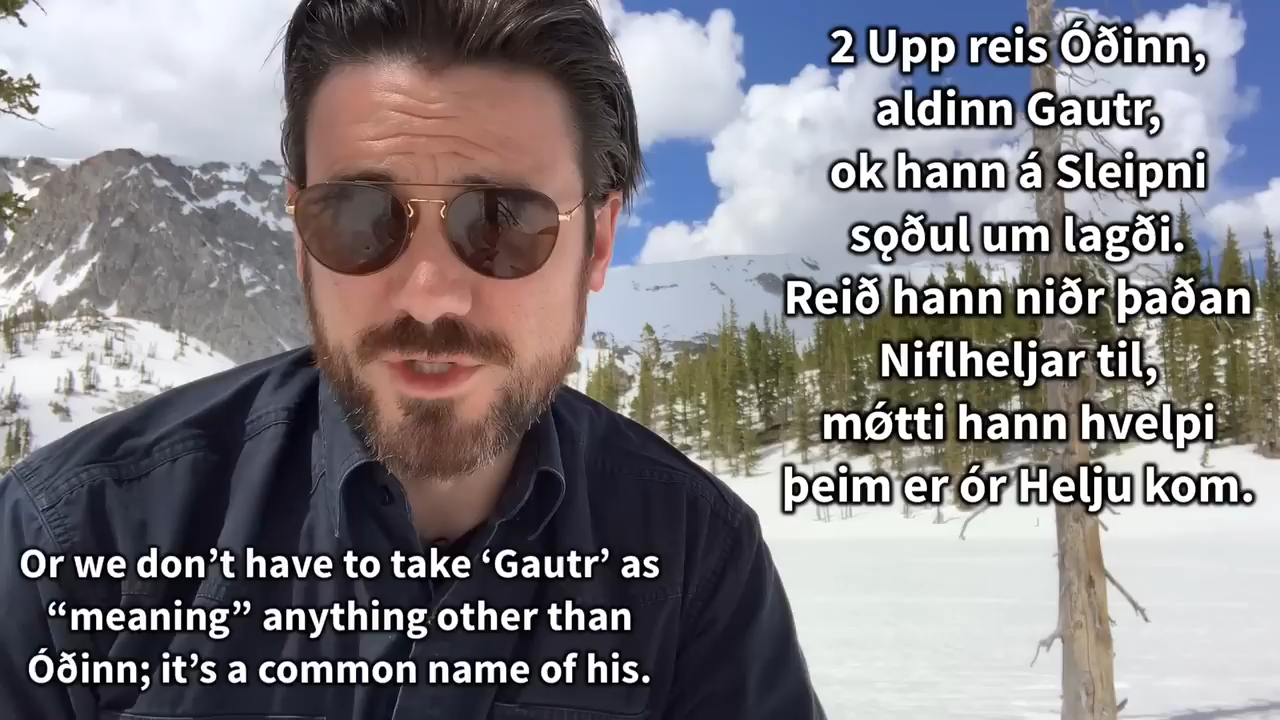 2 Upp reis Óðinn,
aldinn Gautr,
ok hann á Sleipni
sǫðul um lagði.
Reið hann niðr þaðan
Niflheljar til,
mǿtti hann hvelpi
þeim er ór Helju kom.
Or we don’t have to take ‘Gautr’ as
“meaning” anything other than
Óðinn; it’s a common name of his.